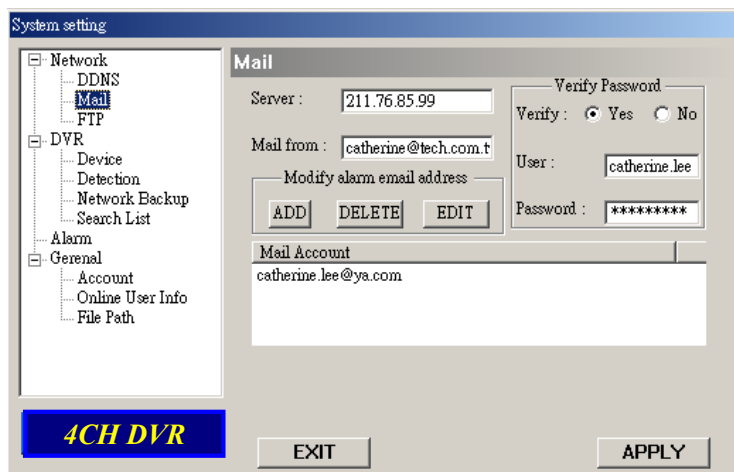 System setting
Network
DDNS
Mail
FTP
DVR
Device
Detection
Network Backup
Search List
Alarm
Gerenal
Account
Online User Info
File Path
4CH DVR
Mail
Server :
211.76.85.99
Mail from :
catherine@tech.com.t
Modify alarm email address
ADD
DELETE
EDIT
Verify Password
Verify :
Yes
No
User :
catherine.lee
Password :
*********
Mail Account
catherine.lee@ya.com
EXIT
APPLY